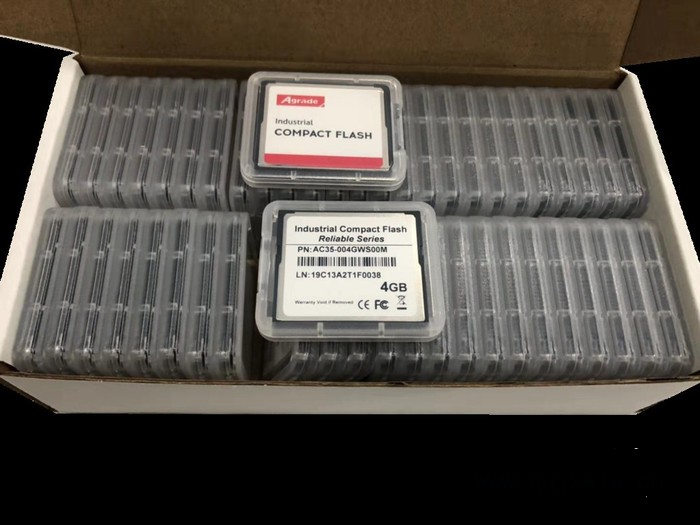 Agrade
Industrial
COMPACT FLASH
Industrial Compact Flash
Reliable Series
PN:AC35-004GWS00M
LN:19C13A2T1F0038
4GB
Warranty Void if Removed CE FC